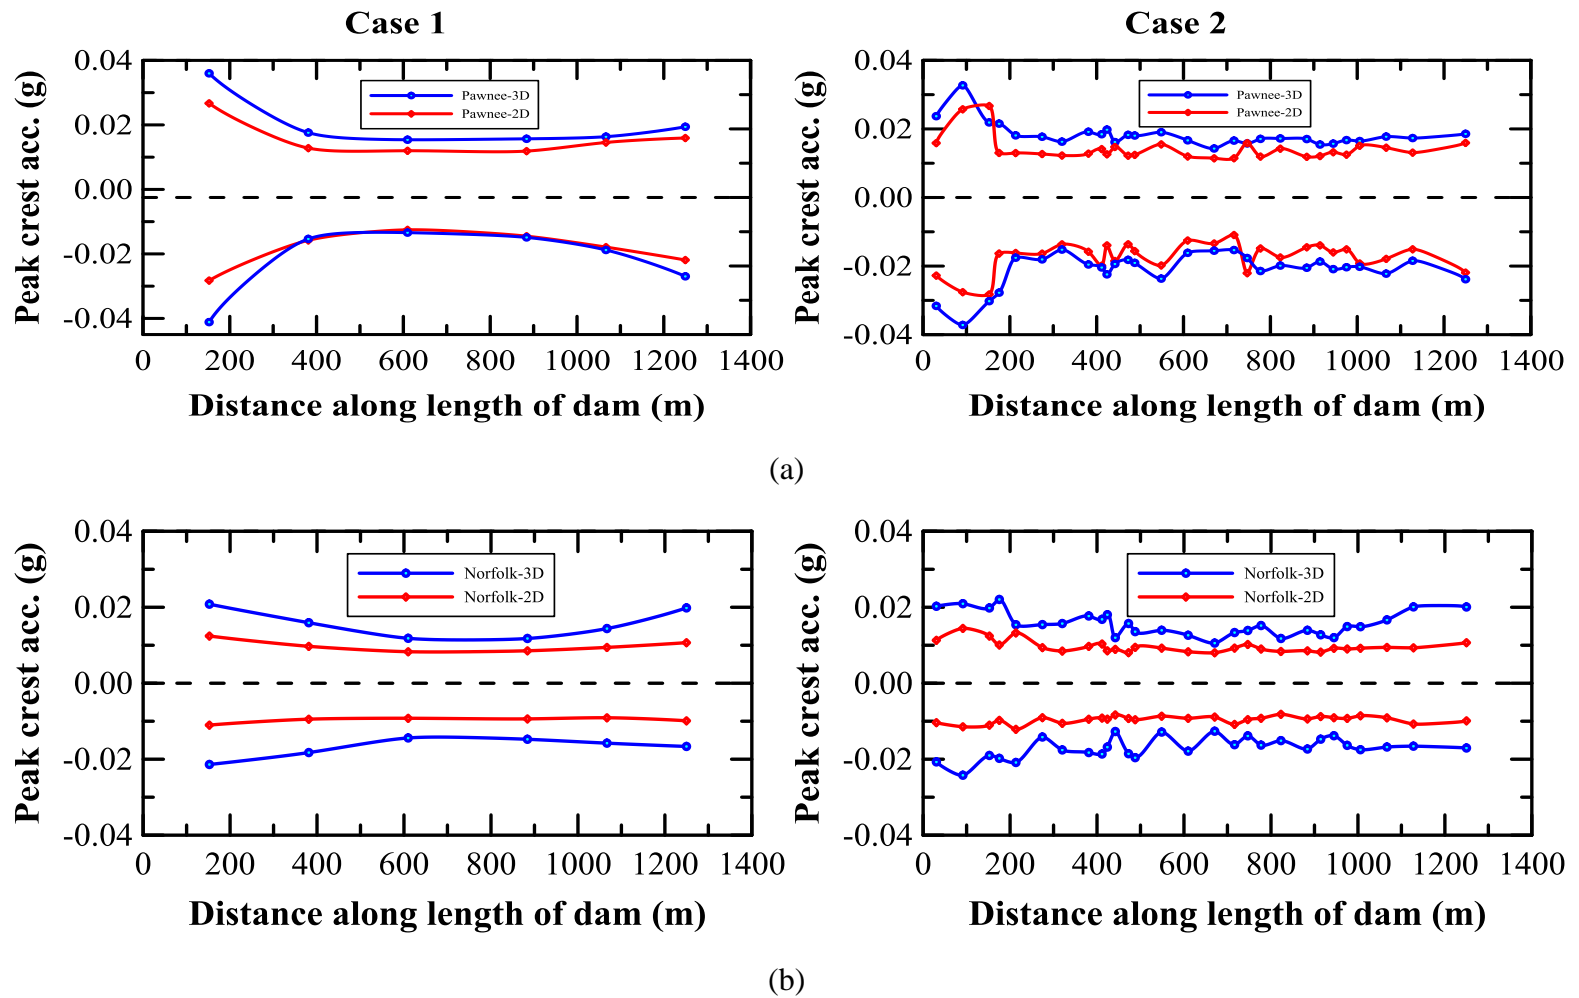 Case 1
Case 2
Peak crest acc. (g)
0.04
0.02
0.00
-0.02
-0.04
Pawnee-3D
Pawnee-2D
0 200 400 600 800 1000 1200 1400
Distance along length of dam (m)
Peak crest acc. (g)
0.04
0.02
0.00
-0.02
-0.04
Pawnee-3D
Pawnee-2D
0 200 400 600 800 1000 1200 1400
Distance along length of dam (m)
(a)
Peak crest acc. (g)
0.04
0.02
0.00
-0.02
-0.04
Norfolk-3D
Norfolk-2D
0 200 400 600 800 1000 1200 1400
Distance along length of dam (m)
Peak crest acc. (g)
0.04
0.02
0.00
-0.02
-0.04
Norfolk-3D
Norfolk-2D
0 200 400 600 800 1000 1200 1400
Distance along length of dam (m)
(b)